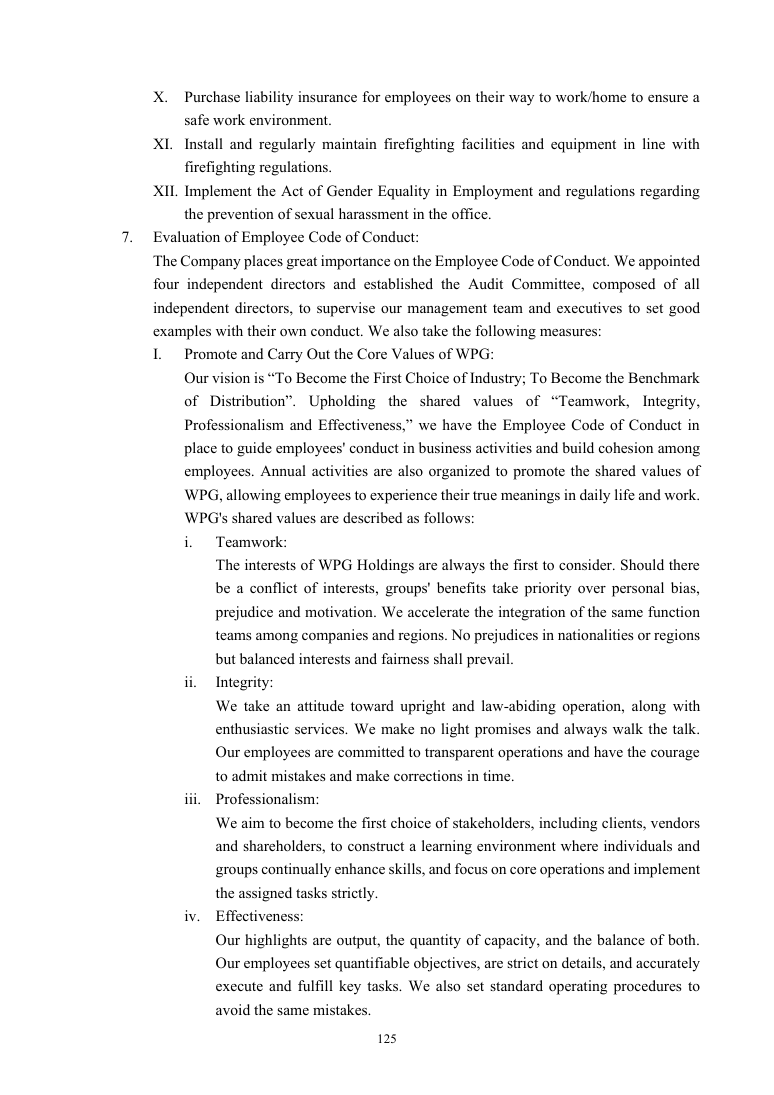 X. Purchase liability insurance for employees on their way to work/home to ensure a
safe work environment.
XI. Install and regularly maintain firefighting facilities and equipment in line with
firefighting regulations.
XII. Implement the Act of Gender Equality in Employment and regulations regarding
the prevention of sexual harassment in the office.
7. Evaluation of Employee Code of Conduct:
The Company places great importance on the Employee Code of Conduct. We appointed
four independent directors and established the Audit Committee, composed of all
independent directors, to supervise our management team and executives to set good
examples with their own conduct. We also take the following measures:
I. Promote and Carry Out the Core Values of WPG:
Our vision is “To Become the First Choice of Industry; To Become the Benchmark
of Distribution”. Upholding the shared values of “Teamwork, Integrity,
Professionalism and Effectiveness,” we have the Employee Code of Conduct in
place to guide employees' conduct in business activities and build cohesion among
employees. Annual activities are also organized to promote the shared values of
WPG, allowing employees to experience their true meanings in daily life and work.
WPG's shared values are described as follows:
i. Teamwork:
The interests of WPG Holdings are always the first to consider. Should there
be a conflict of interests, groups' benefits take priority over personal bias,
prejudice and motivation. We accelerate the integration of the same function
teams among companies and regions. No prejudices in nationalities or regions
but balanced interests and fairness shall prevail.
ii. Integrity:
We take an attitude toward upright and law-abiding operation, along with
enthusiastic services. We make no light promises and always walk the talk.
Our employees are committed to transparent operations and have the courage
to admit mistakes and make corrections in time.
iii. Professionalism:
We aim to become the first choice of stakeholders, including clients, vendors
and shareholders, to construct a learning environment where individuals and
groups continually enhance skills, and focus on core operations and implement
the assigned tasks strictly.
iv. Effectiveness:
Our highlights are output, the quantity of capacity, and the balance of both.
Our employees set quantifiable objectives, are strict on details, and accurately
execute and fulfill key tasks. We also set standard operating procedures to
avoid the same mistakes.
125